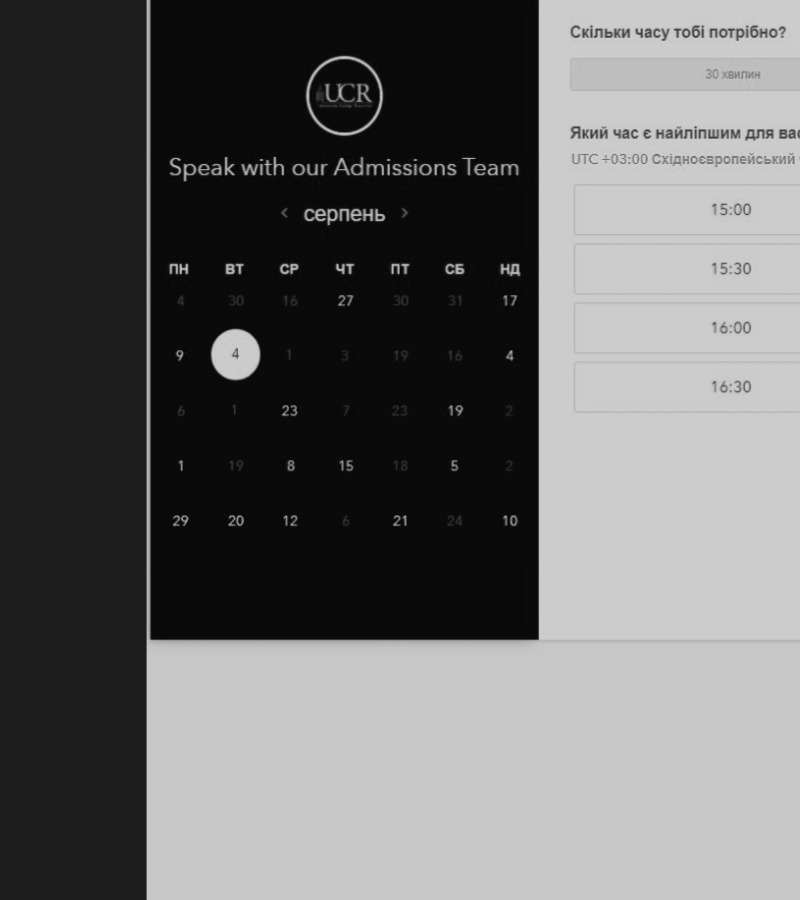 UCR
Speak with our Admissions Team
< серпень >
ПН ВТ СР ЧТ ПТ СБ НД
4 30 16 27 30 31 17
9 4 1 3 19 16 4
6 1 23 7 23 19 2
1 19 8 15 18 5 2
29 20 12 6 21 24 10
Скільки часу тобі потрібно?
30 хвилин
Який час є найліпшим для вас
UTC +03:00 Східноєвропейський
15:00
15:30
16:00
16:30